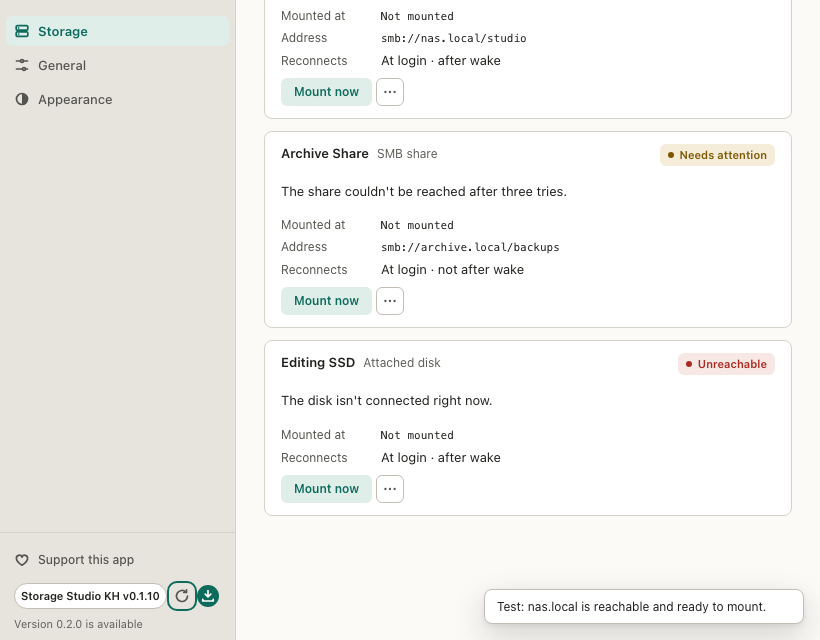 Storage
General
Appearance
Mounted at Not mounted
Address smb://nas.local/studio
Reconnects At login · after wake
Mount now ...
Archive Share SMB share Needs attention
The share couldn't be reached after three tries.
Mounted at Not mounted
Address smb://archive.local/backups
Reconnects At login · not after wake
Mount now ...
Editing SSD Attached disk Unreachable
The disk isn't connected right now.
Mounted at Not mounted
Reconnects At login · after wake
Mount now ...
Support this app
Storage Studio KH v0.1.10
Version 0.2.0 is available
Test: nas.local is reachable and ready to mount.